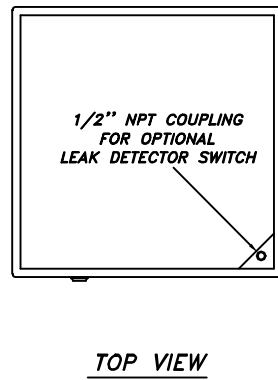 1/2’’ NPT COUPLING
FOR OPTIONAL
LEAK DETECTOR SWITCH
TOP VIEW